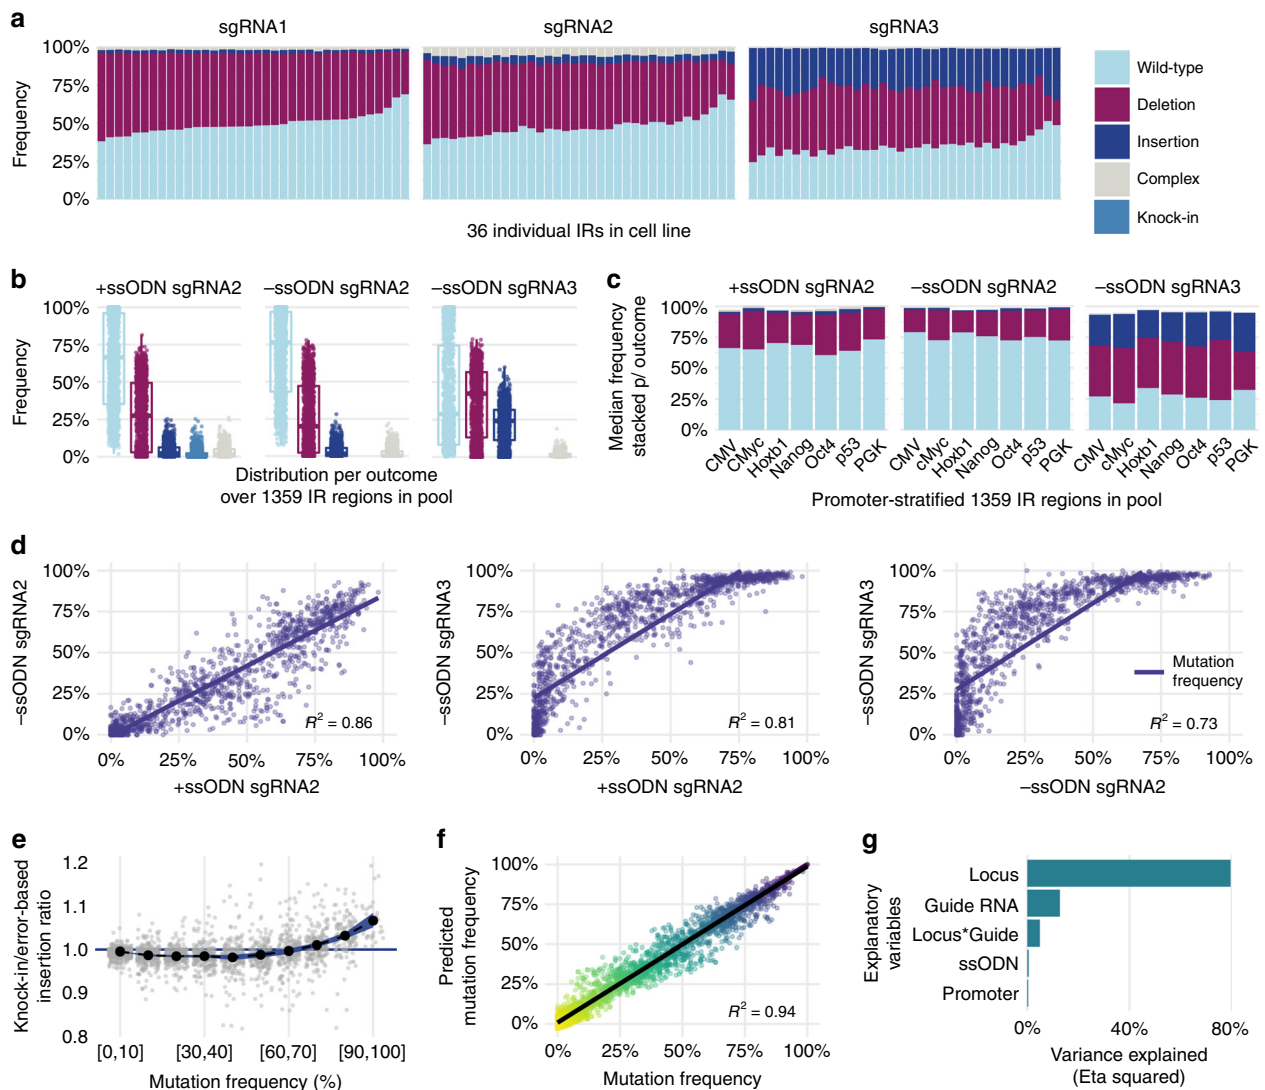 a
sgRNA1
sgRNA2
sgRNA3
Frequency
100%
75%
50%
25%
0%
36 individual IRs in cell line
Wild-type
Deletion
Insertion
Complex
Knock-in
b
+ssODN sgRNA2
–ssODN sgRNA2
–ssODN sgRNA3
Frequency
100%
75%
50%
25%
0%
Distribution per outcome
over 1359 IR regions in pool
c
+ssODN sgRNA2
–ssODN sgRNA2
–ssODN sgRNA3
Median frequency
stacked p/ outcome
100%
75%
50%
25%
0%
CMV
CMyc
Hoxb1
Nanog
Oct4
p53
PGK
CMV
cMyc
Hoxb1
Nanog
Oct4
p53
PGK
CMV
cMyc
Hoxb1
Nanog
Oct4
p53
PGK
Promoter-stratified 1359 IR regions in pool
d
–ssODN sgRNA2
100%
75%
50%
25%
0%
R² = 0.86
0%
25%
50%
75%
100%
+ssODN sgRNA2
–ssODN sgRNA3
100%
75%
50%
25%
0%
R² = 0.81
0%
25%
50%
75%
100%
+ssODN sgRNA2
–ssODN sgRNA3
100%
75%
50%
25%
0%
Mutation
frequency
R² = 0.73
0%
25%
50%
75%
100%
–ssODN sgRNA2
e
Knock-in/error-based
insertion ratio
1.2
1.1
1.0
0.9
0.8
[0,10]
[30,40]
[60,70]
[90,100]
Mutation frequency (%)
f
Predicted
mutation frequency
100%
75%
50%
25%
0%
R² = 0.94
0%
25%
50%
75%
100%
Mutation frequency
g
Explanatory
variables
Locus
Guide RNA
Locus*Guide
ssODN
Promoter
0%
40%
80%
Variance explained
(Eta squared)